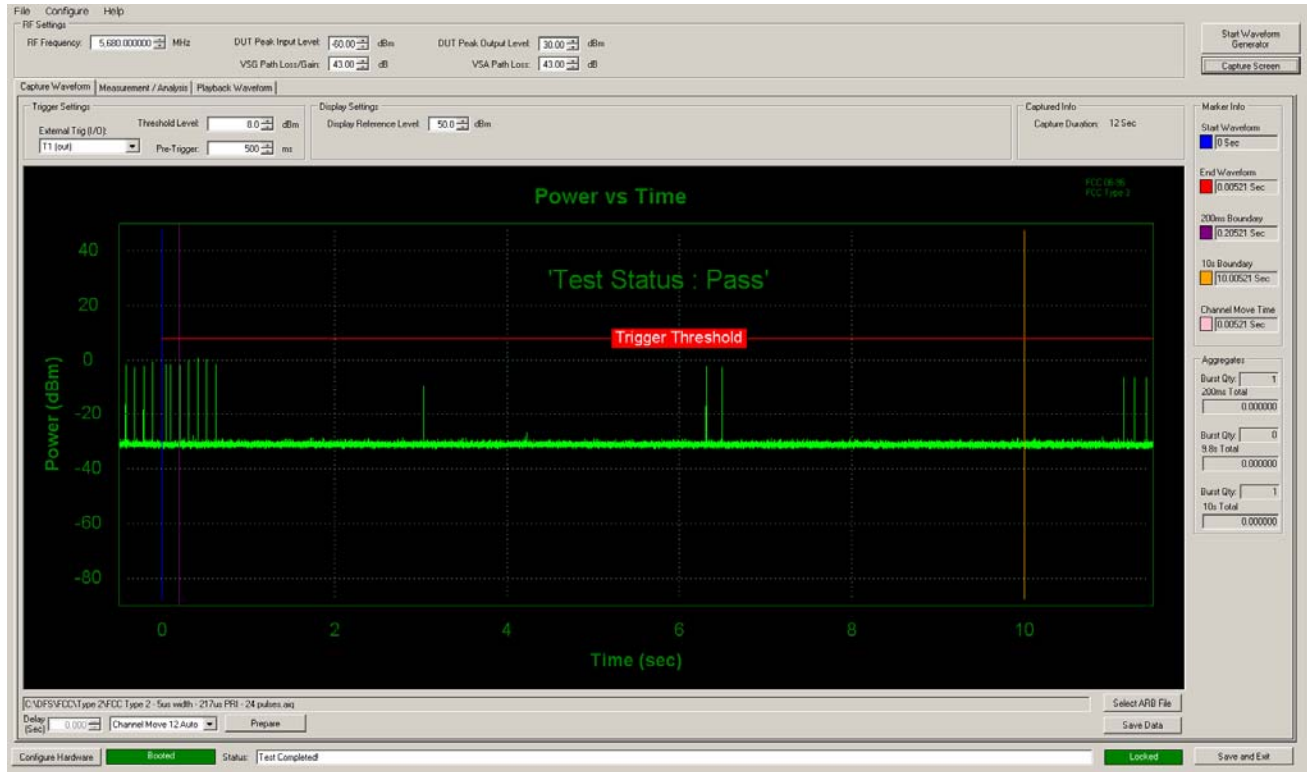 File Configure Help
RF Settings
RF Frequency: 5,680.000000 MHz DUT Peak Input Level: -60.00 dBm DUT Peak Output Level: 30.00 dBm
VSG Path Loss/Gain: 43.00 dB VSA Path Loss: 43.00 dB
Start Waveform Generator
Capture Screen
Capture Waveform Measurement / Analysis Playback Waveform
Trigger Settings
External Trig (I/O): Threshold Level: 8.0 dBm
T1 (out) Pre-Trigger: 500 ms
Display Settings
Display Reference Level: 50.0 dBm
Captured Info
Capture Duration: 12 Sec
Marker Info
Start Waveform
0 Sec
End Waveform
0.00521 Sec
200ms Boundary
0.20521 Sec
10s Boundary
10.00521 Sec
Channel Move Time
0.00521 Sec
Aggregates
Burst Qty: 1
200ms Total
0.000000
Burst Qty: 0
9.8s Total
0.000000
Burst Qty: 1
10s Total
0.000000
Power vs Time
FCC 06-96
'Test Status : Pass'
Trigger Threshold
Power (dBm)
40
20
0
-20
-40
-60
-80
0 2 4 6 8 10
Time (sec)
C:\DFS\FCC\Type 2\FCC Type 2 - 5us width - 217us PRI - 24 pulses.aiq
Select ARB File
Delay (Sec) 0.000 Channel Move 12 Auto Prepare
Save Data
Configure Hardware Booted Status: Test Completed! Locked Save and Exit